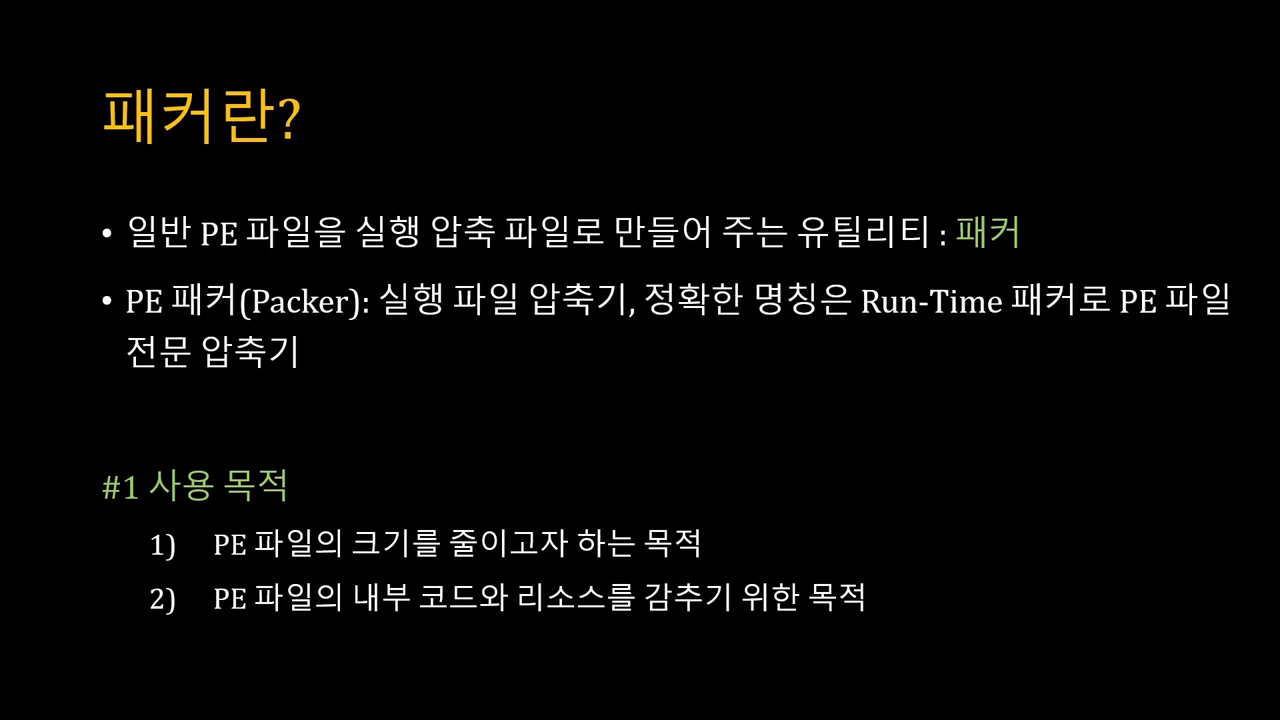 패커란?
• 일반 PE 파일을 실행 압축 파일로 만들어 주는 유틸리티 : 패커
• PE 패커(Packer): 실행 파일 압축기, 정확한 명칭은 Run-Time 패커로 PE 파일
전문 압축기
#1 사용 목적
1) PE 파일의 크기를 줄이고자 하는 목적
2) PE 파일의 내부 코드와 리소스를 감추기 위한 목적